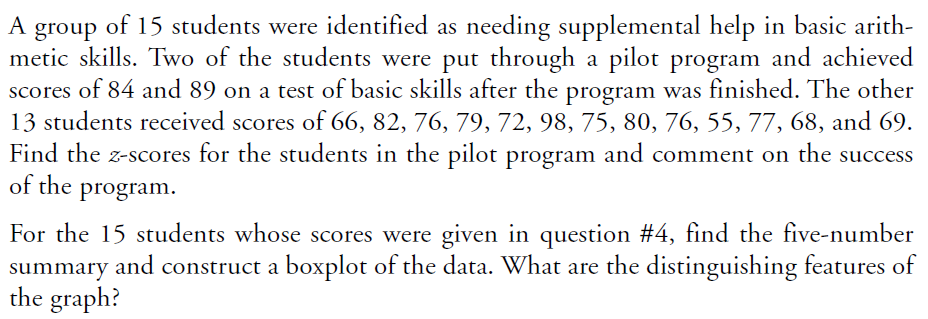 A group of 15 students were identified as needing supplemental help in basic arith-
metic skills. Two of the students were put through a pilot program and achieved
scores of 84 and 89 on a test of basic skills after the program was finished. The other
13 students received scores of 66, 82, 76, 79, 72, 98, 75, 80, 76, 55, 77, 68, and 69.
Find the z-scores for the students in the pilot program and comment on the success
of the program.
For the 15 students whose scores were given in question #4, find the five-number
summary and construct a boxplot of the data. What are the distinguishing features of
the graph?